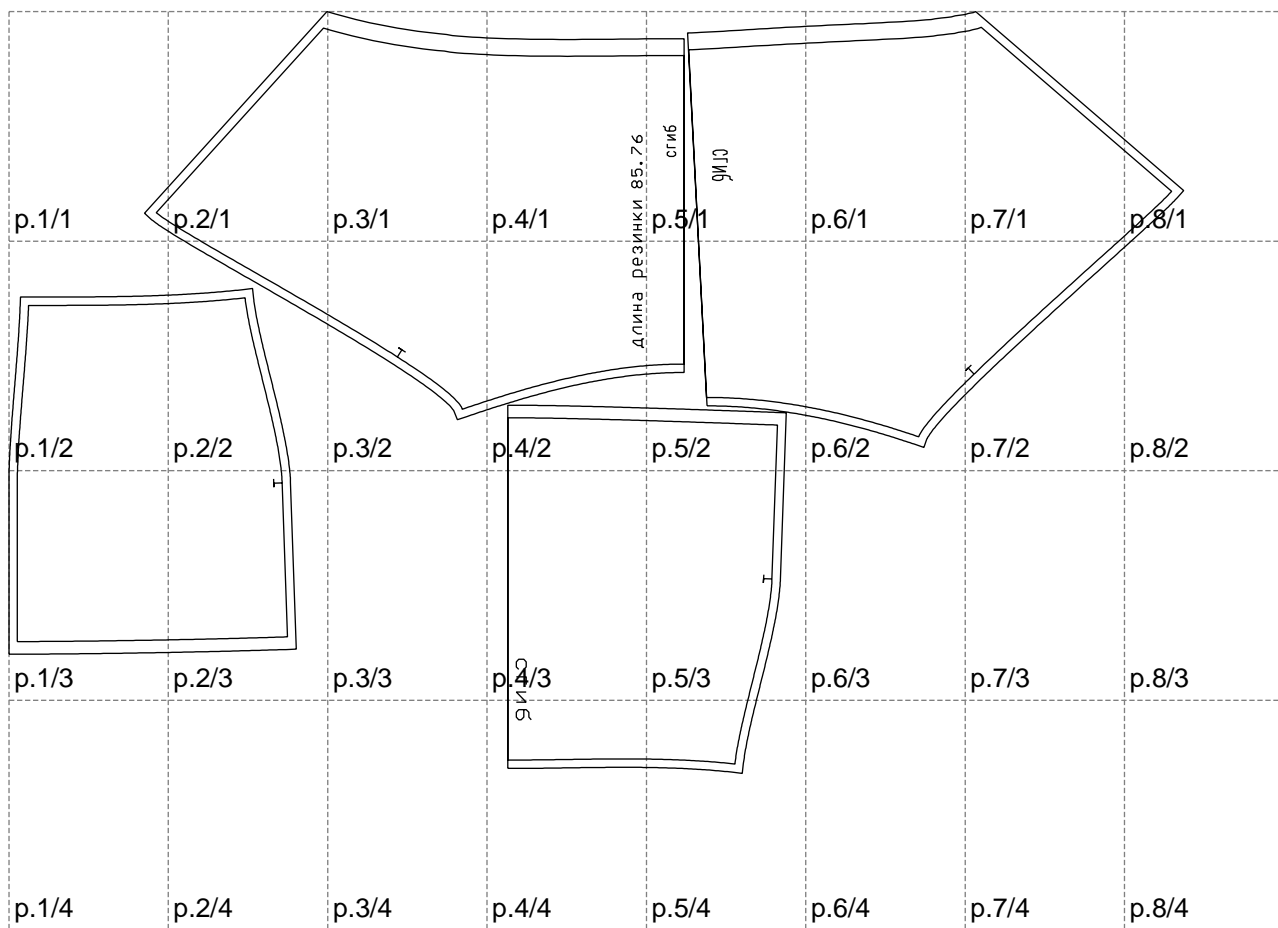 длина резинки 85.76
сгиб
сгиб
p.1/1 p.2/1 p.3/1 p.4/1 p.5/1 p.6/1 p.7/1 p.8/1
p.1/2 p.2/2 p.3/2 p.4/2 p.5/2 p.6/2 p.7/2 p.8/2
p.1/3 p.2/3 p.3/3 p.4/3 p.5/3 p.6/3 p.7/3 p.8/3
сгиб
p.1/4 p.2/4 p.3/4 p.4/4 p.5/4 p.6/4 p.7/4 p.8/4